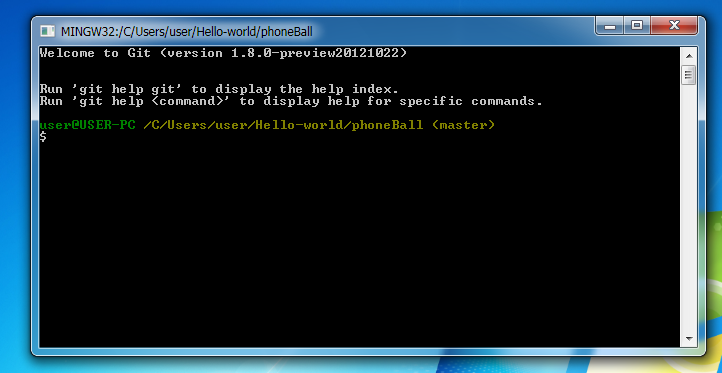 MINGW32:/C/Users/user/Hello-world/phoneBall
Welcome to Git (version 1.8.0-preview20121022)
Run 'git help git' to display the help index.
Run 'git help <command>' to display help for specific commands.
user@USER-PC /C/Users/user/Hello-world/phoneBall (master)
$